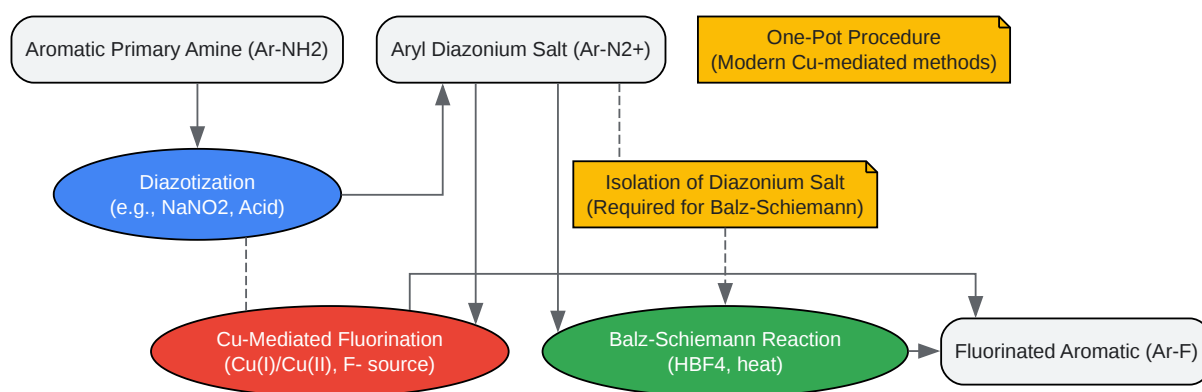 Aromatic Primary Amine (Ar-NH2)
Aryl Diazonium Salt (Ar-N2+)
One-Pot Procedure
(Modern Cu-mediated methods)
Diazotization
(e.g., NaNO2, Acid)
Isolation of Diazonium Salt
(Required for Balz-Schiemann)
Cu-Mediated Fluorination
(Cu(I)/Cu(II), F- source)
Balz-Schiemann Reaction
(HBF4, heat)
Fluorinated Aromatic (Ar-F)